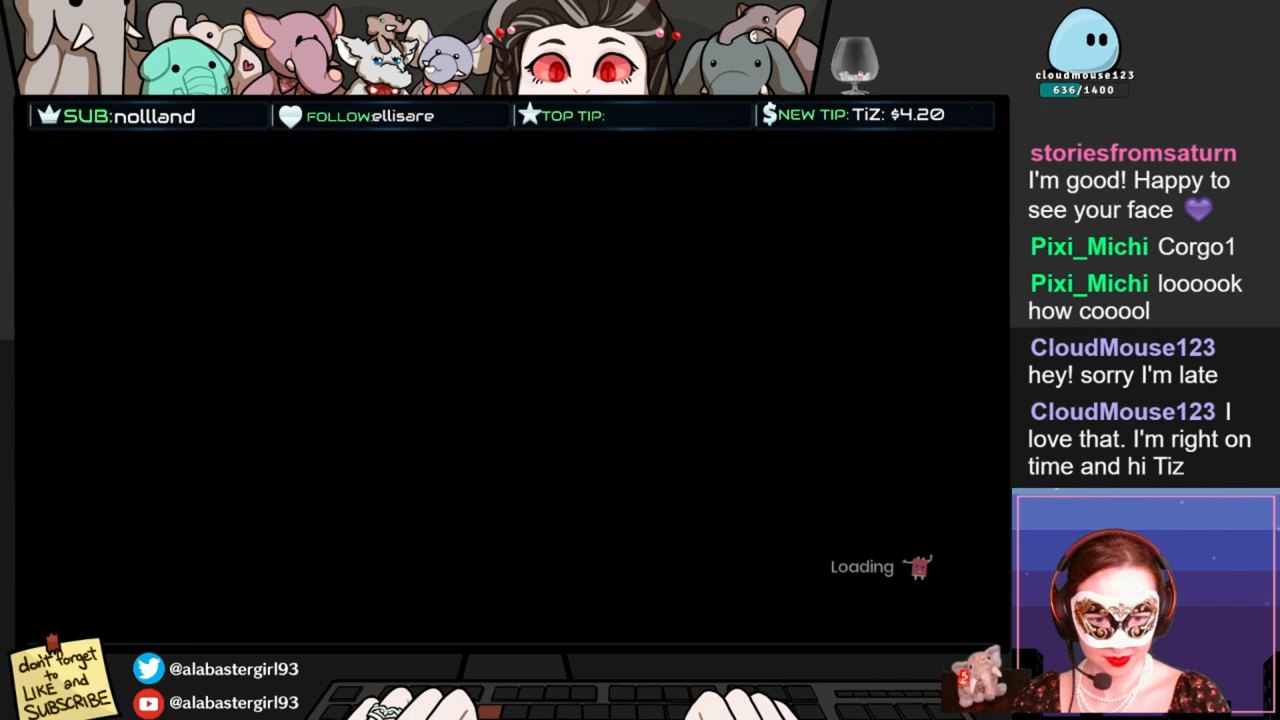 cloudmouse123
636/1400
SUB:nollland
FOLLOW:ellisare
TOP TIP:
NEW TIP: TiZ: $4.20
storiesfromsaturn
I'm good! Happy to
see your face
Pixi_Michi Corgo1
Pixi_Michi loooook
how cooool
CloudMouse123
hey! sorry I'm late
CloudMouse123 I
love that. I'm right on
time and hi Tiz
Loading
don't forget
to
LIKE and
SUBSCRIBE
@alabastergirl93
@alabastergirl93